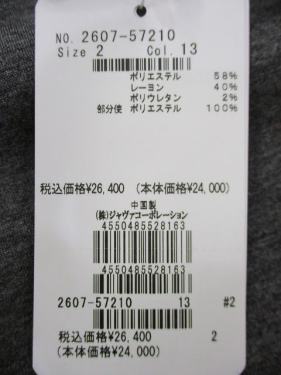 NO. 2607-57210
Size 2 Col. 13
ポリエステル 58%
レーヨン 40%
ポリウレタン 2%
部分使 ポリエステル 100%
税込価格¥26,400 (本体価格¥24,000)
中国製
(株)ジャヴァコーポレーション
4550485528163
4550485528163
2607-57210 13 #2
税込価格¥26,400 2
(本体価格¥24,000)